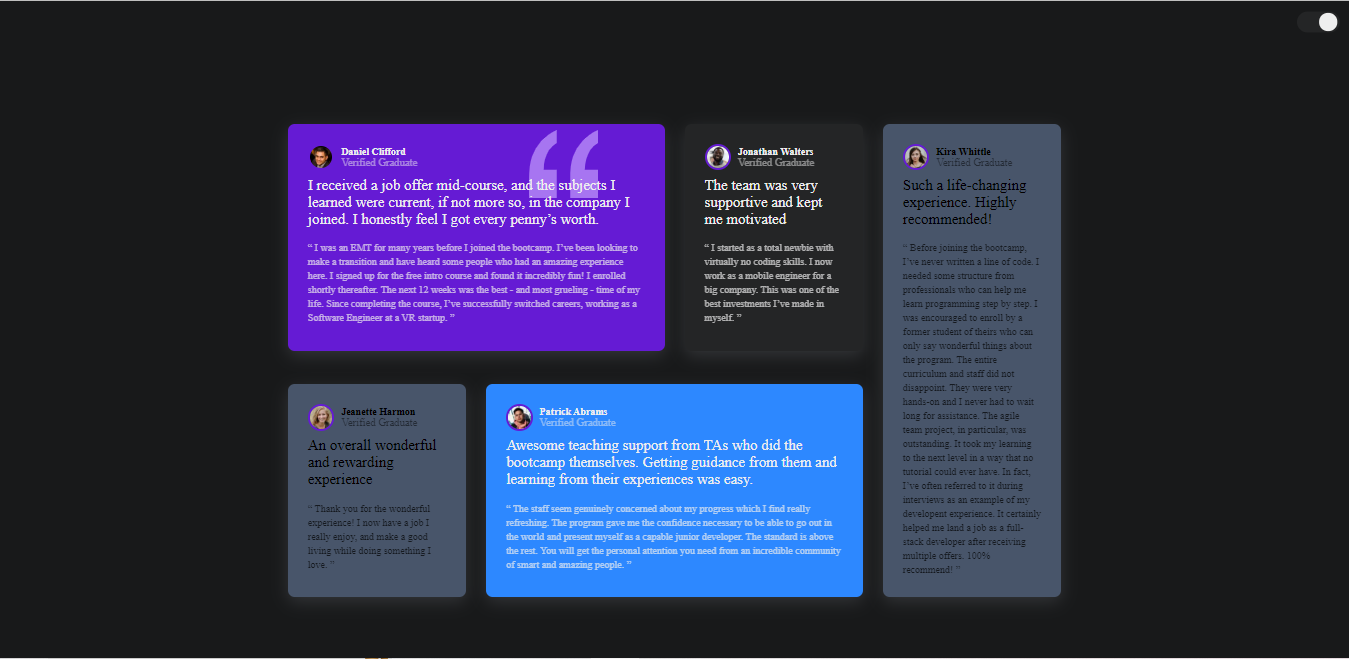 Daniel Clifford
Verified Graduate
I received a job offer mid-course, and the subjects I
learned were current, if not more so, in the company I
joined. I honestly feel I got every penny’s worth.
“ I was an EMT for many years before I joined the bootcamp. I’ve been looking to
make a transition and have heard some people who had an amazing experience
here. I signed up for the free intro course and found it incredibly fun! I enrolled
shortly thereafter. The next 12 weeks was the best - and most grueling - time of my
life. Since completing the course, I’ve successfully switched careers, working as a
Software Engineer at a VR startup. ”
Jonathan Walters
Verified Graduate
The team was very
supportive and kept
me motivated
“ I started as a total newbie with
virtually no coding skills. I now
work as a mobile engineer for a
big company. This was one of the
best investments I’ve made in
myself. ”
Kira Whittle
Verified Graduate
Such a life-changing
experience. Highly
recommended!
“ Before joining the bootcamp,
I’ve never written a line of code. I
needed some structure from
professionals who can help me
learn programming step by step. I
was encouraged to enroll by a
former student of theirs who can
only say wonderful things about
the program. The entire
curriculum and staff did not
disappoint. They were very
hands-on and I never had to wait
long for assistance. The agile
team project, in particular, was
outstanding. It took my learning
to the next level in a way that no
tutorial could ever have. In fact,
I’ve often referred to it during
interviews as an example of my
developent experience. It certainly
helped me land a job as a full-
stack developer after receiving
multiple offers. 100%
recommend! ”
Jeanette Harmon
Verified Graduate
An overall wonderful
and rewarding
experience
“ Thank you for the wonderful
experience! I now have a job I
really enjoy, and make a good
living while doing something I
love. ”
Patrick Abrams
Verified Graduate
Awesome teaching support from TAs who did the
bootcamp themselves. Getting guidance from them and
learning from their experiences was easy.
“ The staff seem genuinely concerned about my progress which I find really
refreshing. The program gave me the confidence necessary to be able to go out in
the world and present myself as a capable junior developer. The standard is above
the rest. You will get the personal attention you need from an incredible community
of smart and amazing people. ”